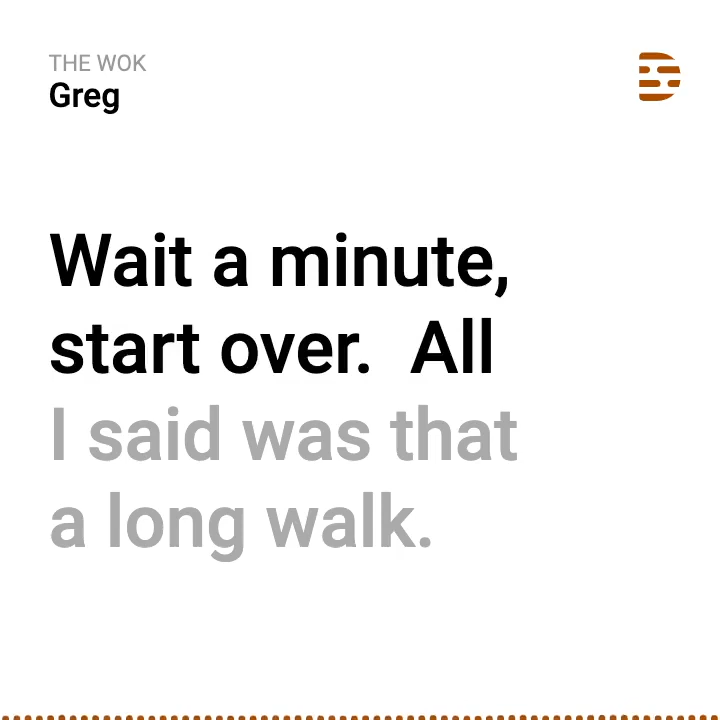 THE WOK
Greg
Wait a minute,
start over.  All
I said was that
a long walk.